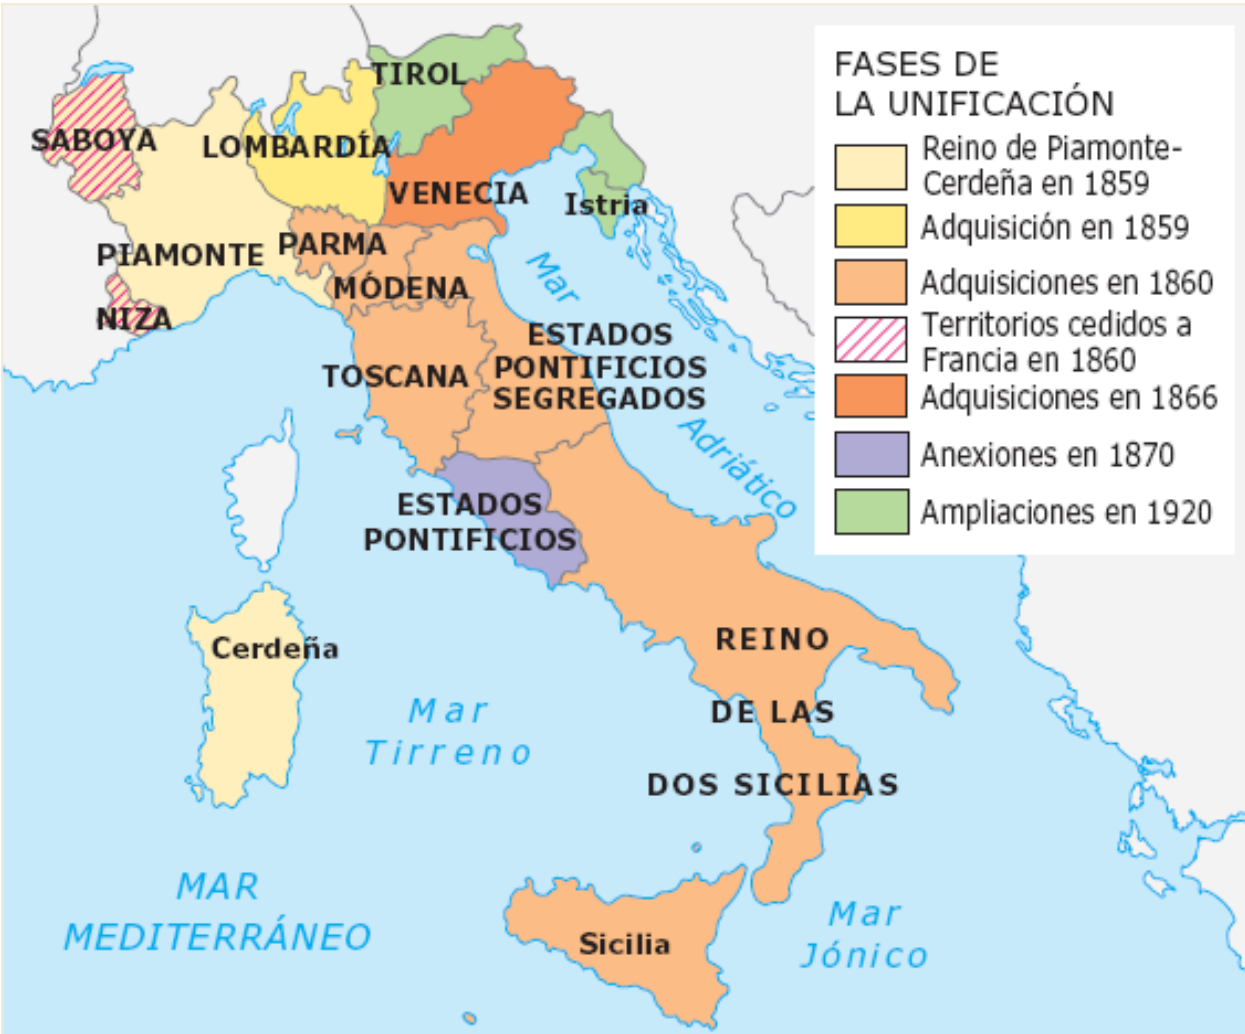 FASES DE
LA UNIFICACIÓN
Reino de Piamonte-
Cerdeña en 1859
Adquisición en 1859
Adquisiciones en 1860
Territorios cedidos a
Francia en 1860
Adquisiciones en 1866
Anexiones en 1870
Ampliaciones en 1920
TIROL
SABOYA
LOMBARDÍA
VENECIA
Istria
PIAMONTE
PARMA
MÓDENA
NIZA
Mar
Adriático
TOSCANA
ESTADOS
PONTIFICIOS
SEGREGADOS
ESTADOS
PONTIFICIOS
Cerdeña
REINO
DE LAS
DOS SICILIAS
Mar
Tirreno
MAR
MEDITERRÁNEO
Sicilia
Mar
Jónico